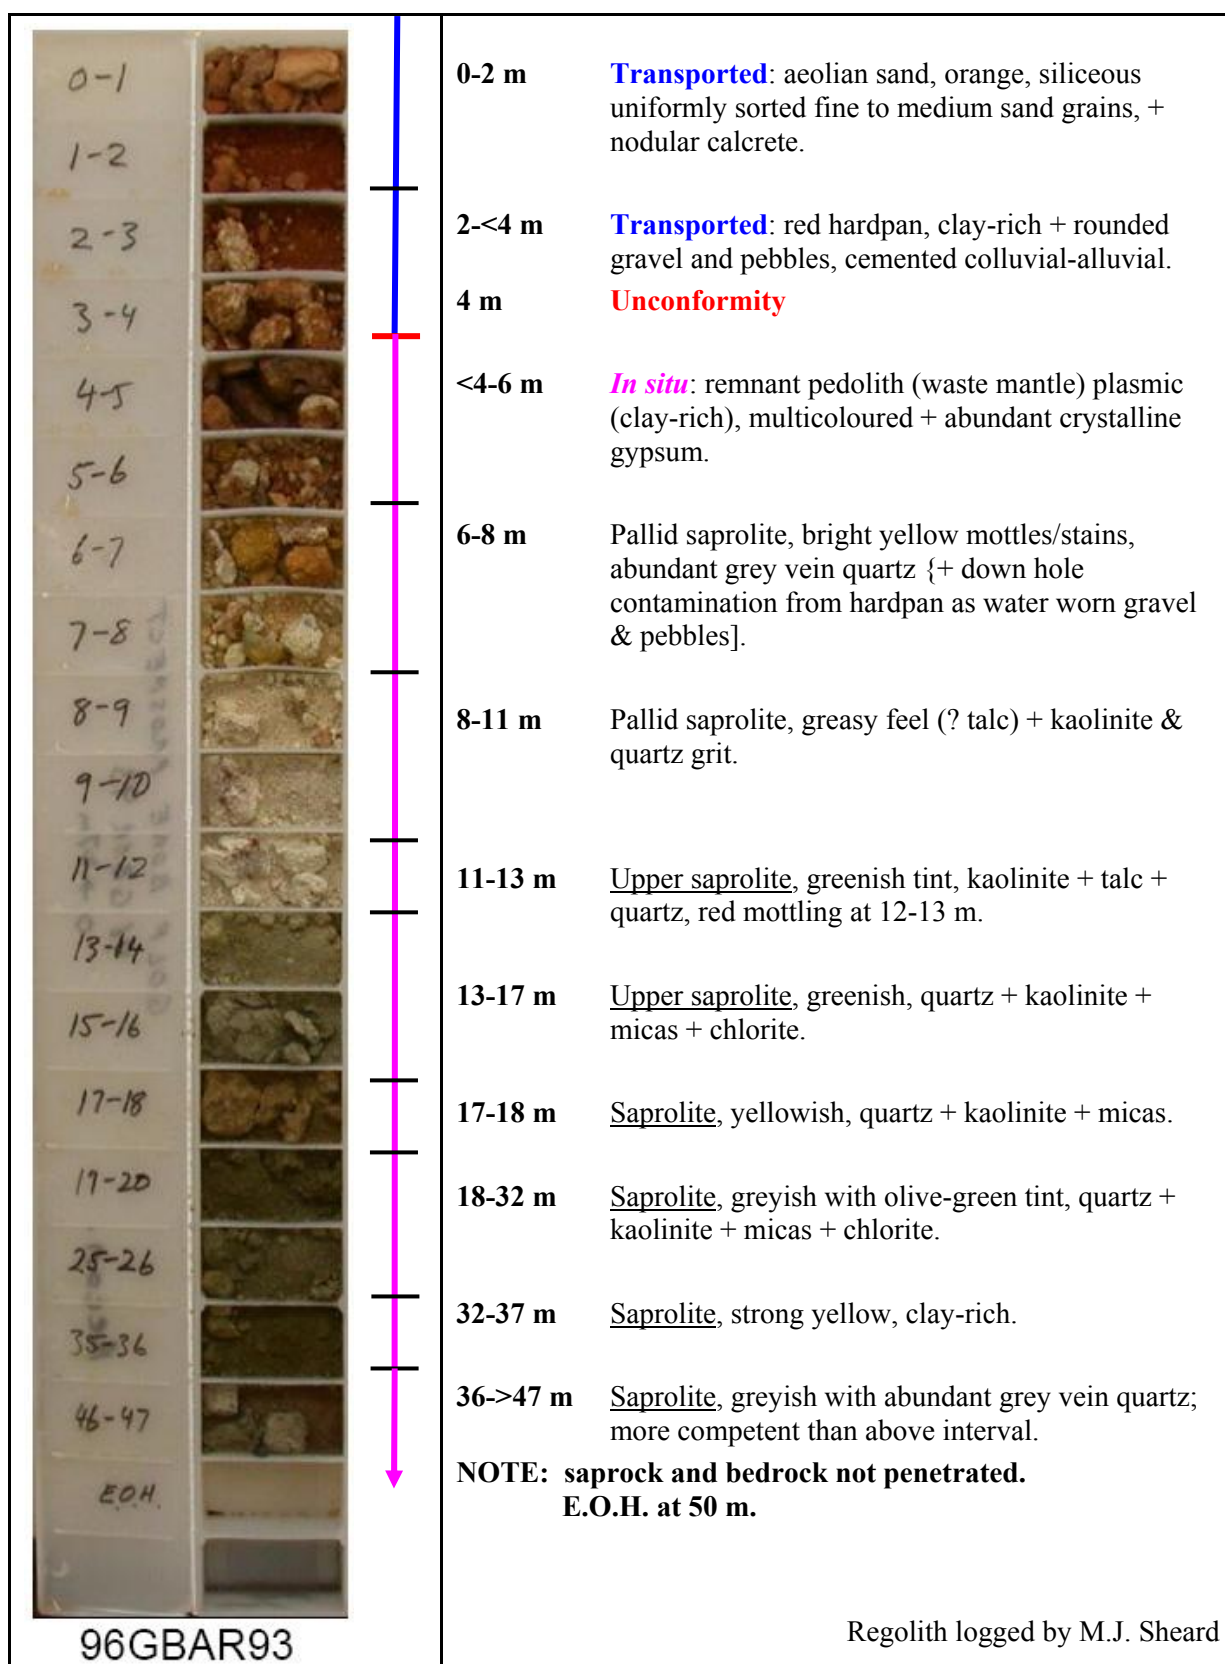 0-1
1-2
2-3
3-4
4-5
5-6
6-7
7-8
8-9
9-10
11-12
13-14
15-16
17-18
19-20
25-26
35-36
46-47
E.O.H.
96GBAR93
0-2 m Transported: aeolian sand, orange, siliceous
uniformly sorted fine to medium sand grains, +
nodular calcrete.
2-<4 m Transported: red hardpan, clay-rich + rounded
gravel and pebbles, cemented colluvial-alluvial.
4 m Unconformity
<4-6 m In situ: remnant pedolith (waste mantle) plasmic
(clay-rich), multicoloured + abundant crystalline
gypsum.
6-8 m Pallid saprolite, bright yellow mottles/stains,
abundant grey vein quartz {+ down hole
contamination from hardpan as water worn gravel
& pebbles].
8-11 m Pallid saprolite, greasy feel (? talc) + kaolinite &
quartz grit.
11-13 m Upper saprolite, greenish tint, kaolinite + talc +
quartz, red mottling at 12-13 m.
13-17 m Upper saprolite, greenish, quartz + kaolinite +
micas + chlorite.
17-18 m Saprolite, yellowish, quartz + kaolinite + micas.
18-32 m Saprolite, greyish with olive-green tint, quartz +
kaolinite + micas + chlorite.
32-37 m Saprolite, strong yellow, clay-rich.
36->47 m Saprolite, greyish with abundant grey vein quartz;
more competent than above interval.
NOTE: saprock and bedrock not penetrated.
E.O.H. at 50 m.
Regolith logged by M.J. Sheard